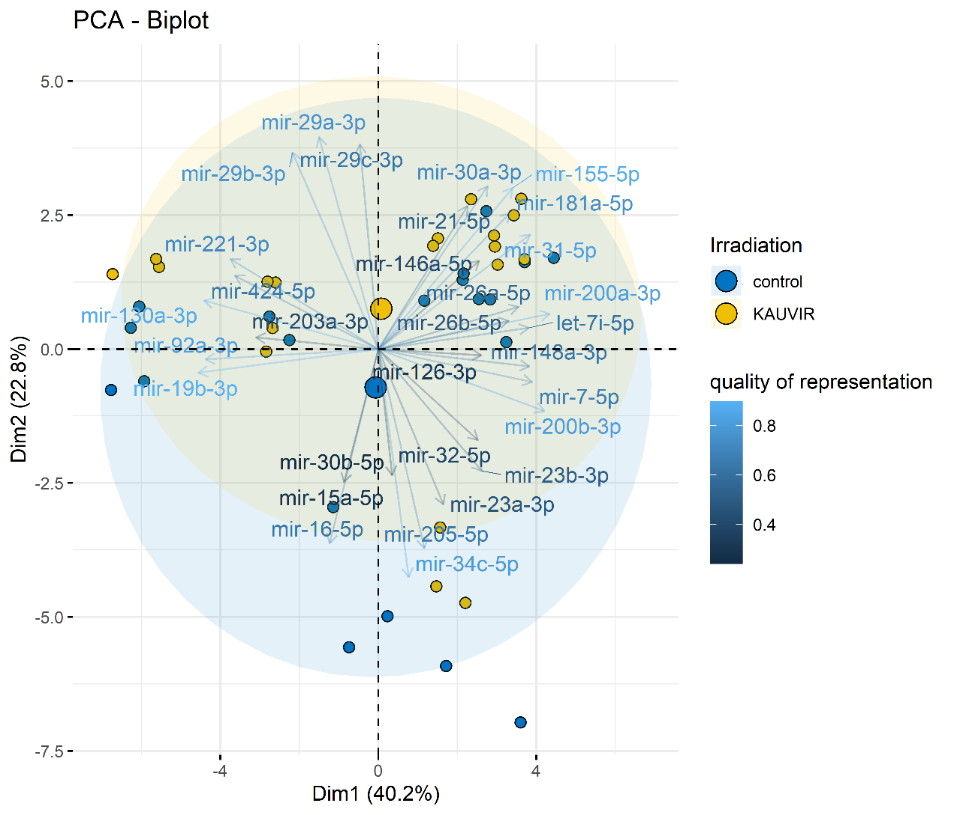 PCA - Biplot
5.0
mir-29a-3p
mir-29c-3p
mir-29b-3p
mir-30a-3p
mir-155-5p
mir-181a-5p
2.5
mir-21-5p
mir-221-3p
mir-31-5p
mir-146a-5p
mir-424-5p
mir-26a-5p
mir-200a-3p
mir-130a-3p
mir-203a-3p
mir-26b-5p
let-7i-5p
0.0
mir-92a-3p
mir-148a-3p
mir-126-3p
mir-19b-3p
mir-7-5p
mir-200b-3p
mir-30b-5p
mir-32-5p
-2.5
mir-23b-3p
mir-15a-5p
mir-23a-3p
mir-16-5p
mir-205-5p
mir-34c-5p
-5.0
-7.5
-4
0
4
Dim1 (40.2%)
Dim2 (22.8%)
Irradiation
control
KAUVIR
quality of representation
0.8
0.6
0.4